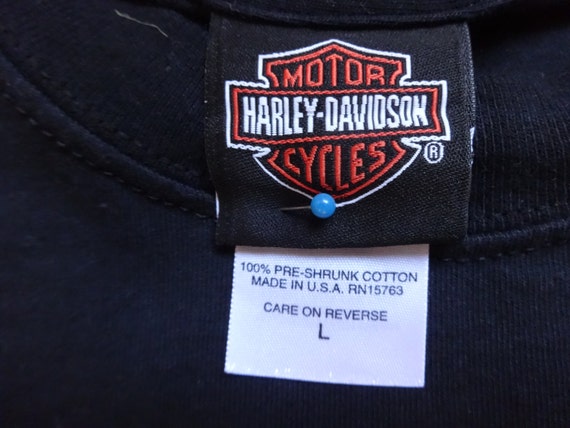 MOTOR
HARLEY-DAVIDSON
CYCLES
®
100% PRE-SHRUNK COTTON
MADE IN U.S.A. RN15763
CARE ON REVERSE
L